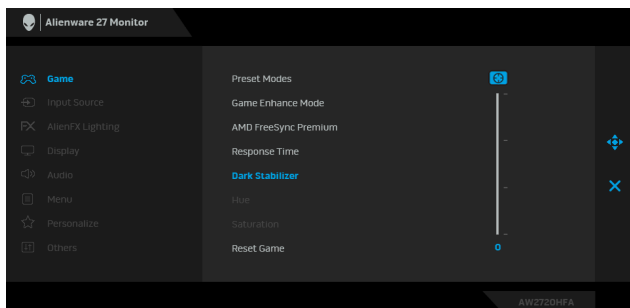 Alienware 27 Monitor
Game
Input Source
AlienFX Lighting
Display
Audio
Menu
Personalize
Others
Preset Modes
Game Enhance Mode
AMD FreeSync Premium
Response Time
Dark Stabilizer
Hue
Saturation
Reset Game
0
AW2720HFA